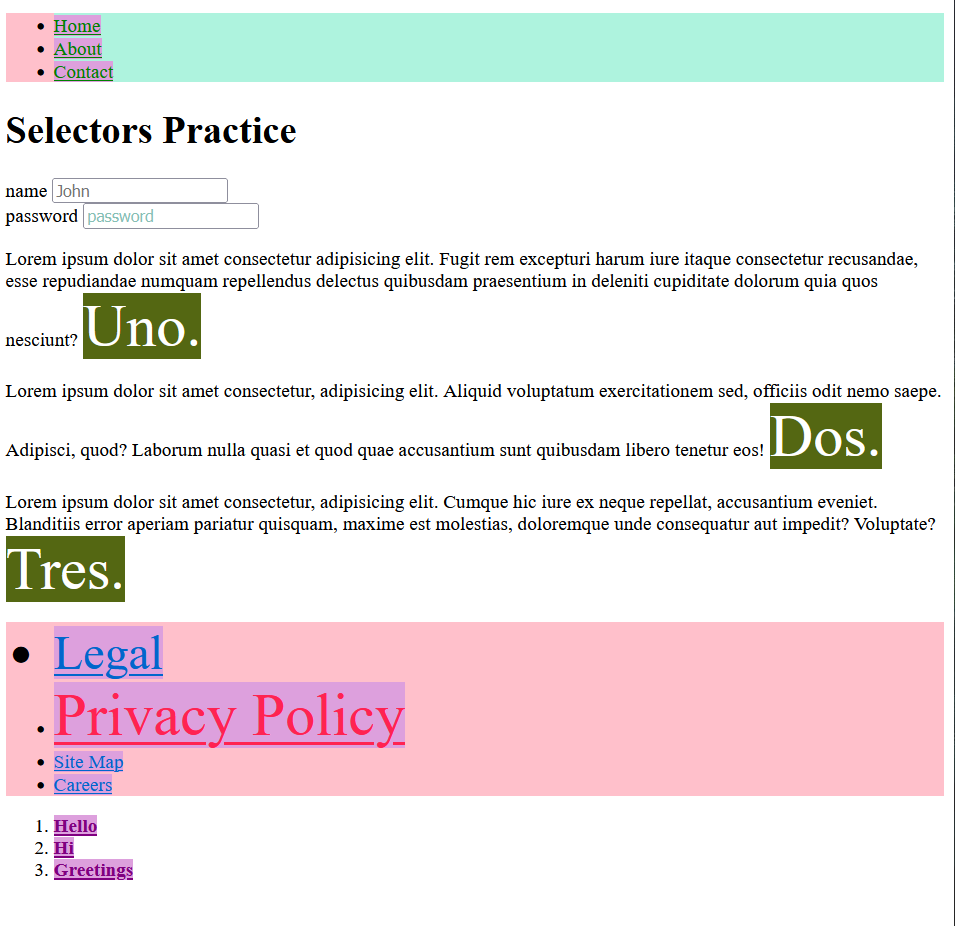 Home
About
Contact
Selectors Practice
name John
password password
Lorem ipsum dolor sit amet consectetur adipisicing elit. Fugit rem excepturi harum iure itaque consectetur recusandae,
esse repudiandae numquam repellendus delectus quibusdam praesentium in deleniti cupiditate dolorum quia quos
nesciunt? Uno.
Lorem ipsum dolor sit amet consectetur, adipisicing elit. Aliquid voluptatum exercitationem sed, officiis odit nemo saepe.
Adipisci, quod? Laborum nulla quasi et quod quae accusantium sunt quibusdam libero tenetur eos! Dos.
Lorem ipsum dolor sit amet consectetur, adipisicing elit. Cumque hic iure ex neque repellat, accusantium eveniet.
Blanditiis error aperiam pariatur quisquam, maxime est molestias, doloremque unde consequatur aut impedit? Voluptate?
Tres.
Legal
Privacy Policy
Site Map
Careers
1. Hello
2. Hi
3. Greetings